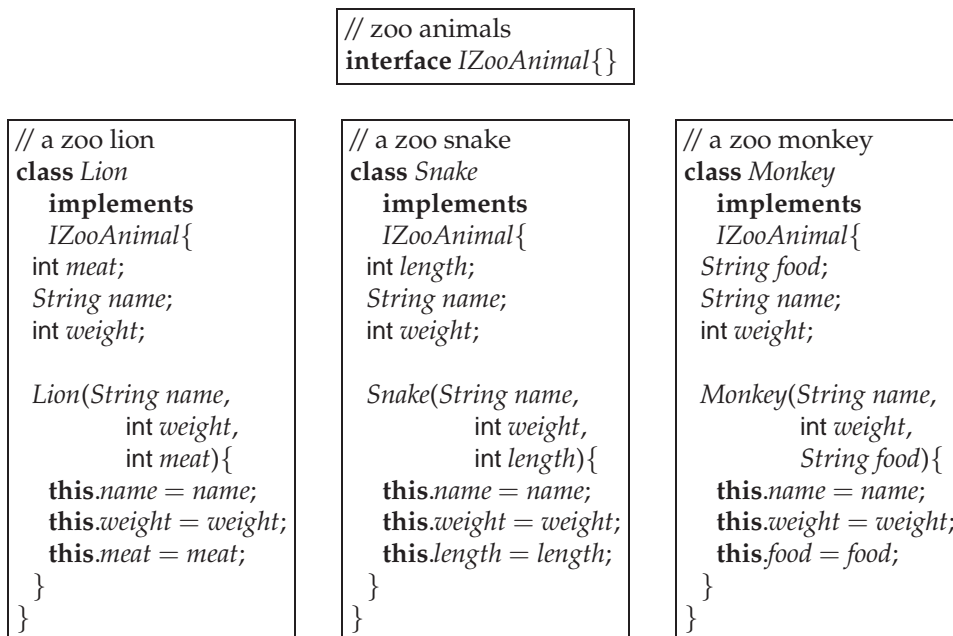 // zoo animals
interface IZooAnimal{}
// a zoo lion
class Lion
implements
IZooAnimal{
int meat;
String name;
int weight;
Lion(String name,
int weight,
int meat){
this.name = name;
this.weight = weight;
this.meat = meat;
}
}
// a zoo snake
class Snake
implements
IZooAnimal{
int length;
String name;
int weight;
Snake(String name,
int weight,
int length){
this.name = name;
this.weight = weight;
this.length = length;
}
}
// a zoo monkey
class Monkey
implements
IZooAnimal{
String food;
String name;
int weight;
Monkey(String name,
int weight,
String food){
this.name = name;
this.weight = weight;
this.food = food;
}
}